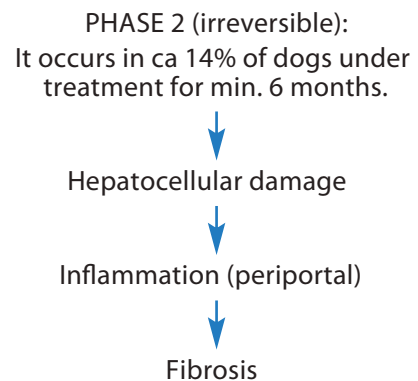 PHASE 2 (irreversible):
It occurs in ca 14% of dogs under
treatment for min. 6 months.
Hepatocellular damage
Inflammation (periportal)
Fibrosis